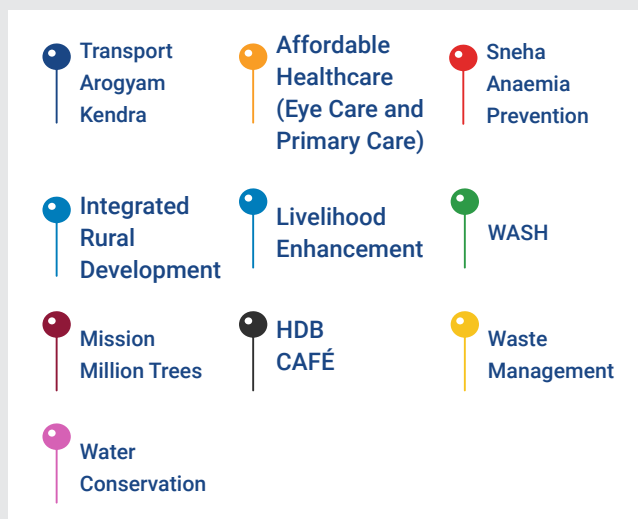 Transport
Arogyam
Kendra
Affordable
Healthcare
(Eye Care and
Primary Care)
Sneha
Anaemia
Prevention
Integrated
Rural
Development
Livelihood
Enhancement
WASH
Mission
Million Trees
HDB
CAFÉ
Waste
Management
Water
Conservation